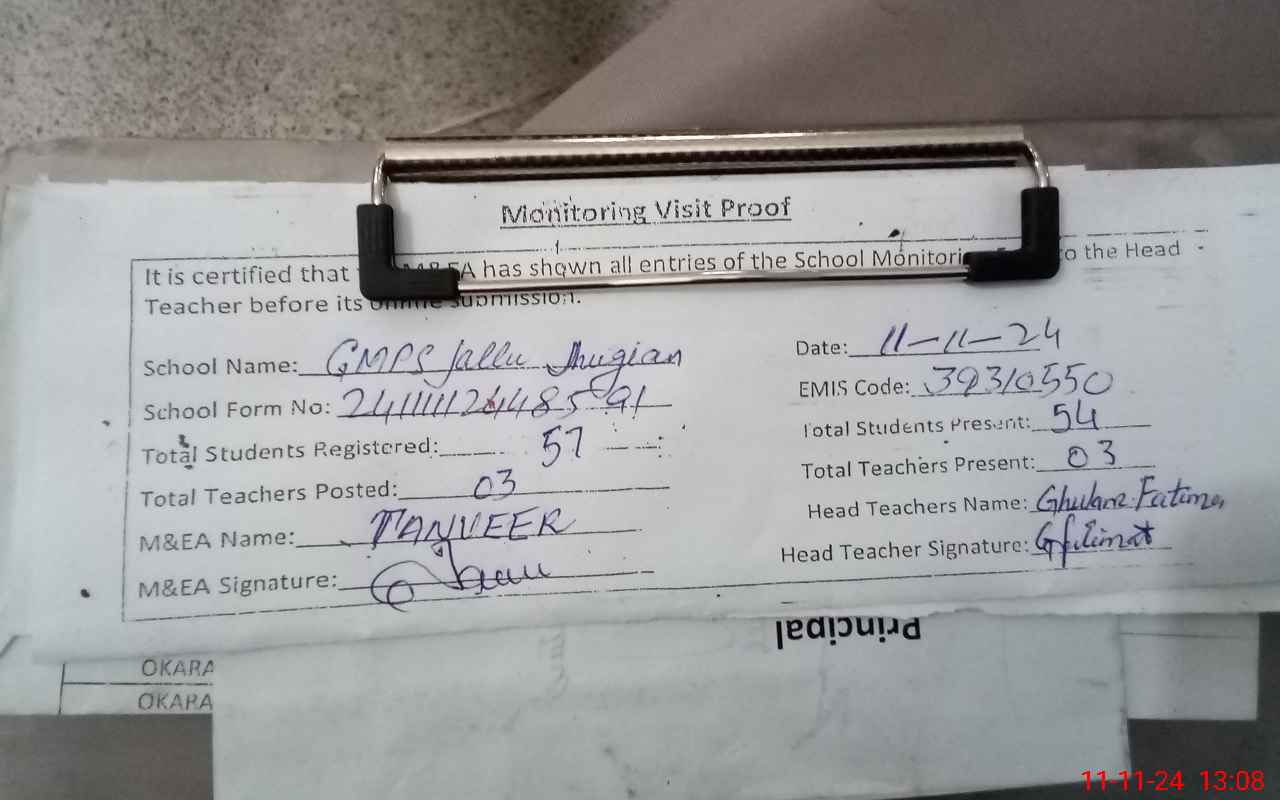 Monitoring Visit Proof
It is certified that M&EA has shown all entries of the School to the Head
Teacher before its online submission.
School Name: GMPS Jallu Jhugian Date: 11-11-24
School Form No: EMIS Code: 39310550
Total Students Registered: 57 Total Students Present: 54
Total Teachers Posted: 03 Total Teachers Present: 03
M&EA Name: TANVEER Head Teachers Name: Ghulam Fatima
M&EA Signature: Head Teacher Signature:
Principal
OKARA
OKARA
11-11-24 13:08